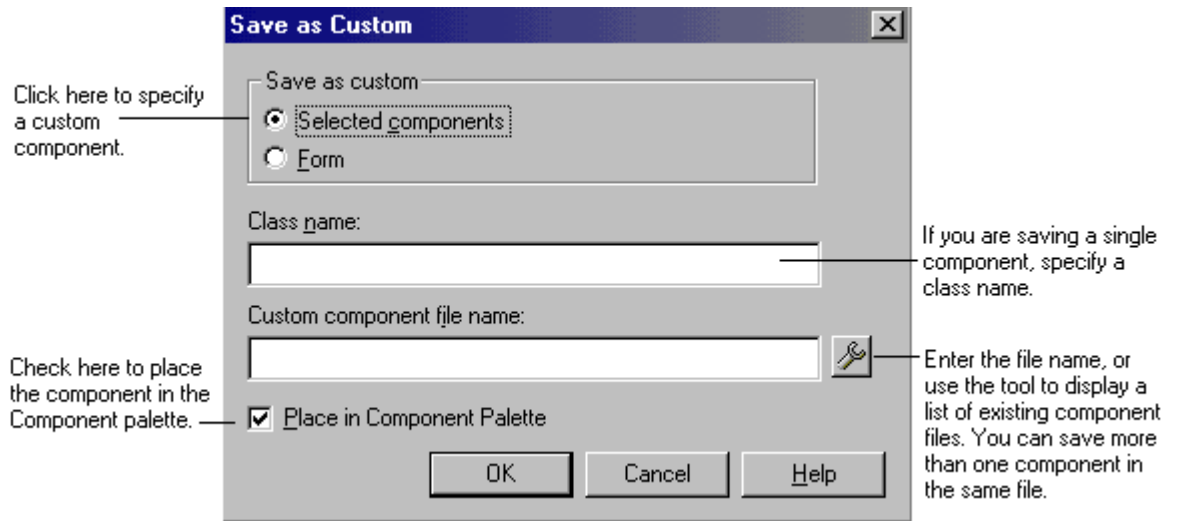 Save as Custom
Click here to specify
a custom
component.
Save as custom
Selected components
Form
Class name:
If you are saving a single
component, specify a
class name.
Custom component file name:
Check here to place
the component in the
Component palette.
Enter the file name, or
use the tool to display a
list of existing component
files. You can save more
than one component in
the same file.
Place in Component Palette
OK
Cancel
Help